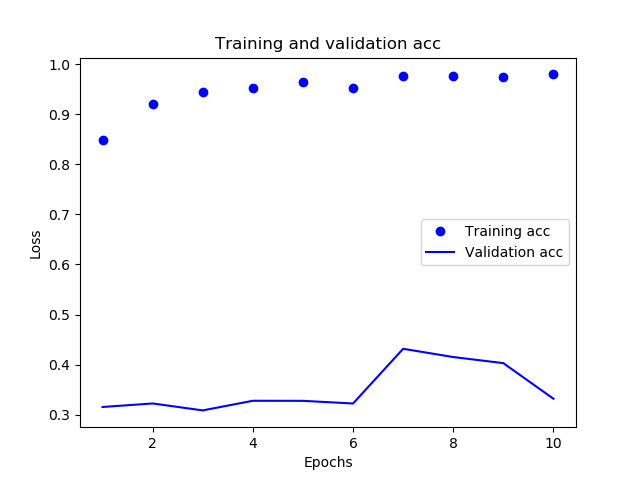 Training and validation acc
1.0
0.9
0.8
0.7
0.6
0.5
0.4
0.3
Loss
Training acc
Validation acc
2
4
6
8
10
Epochs